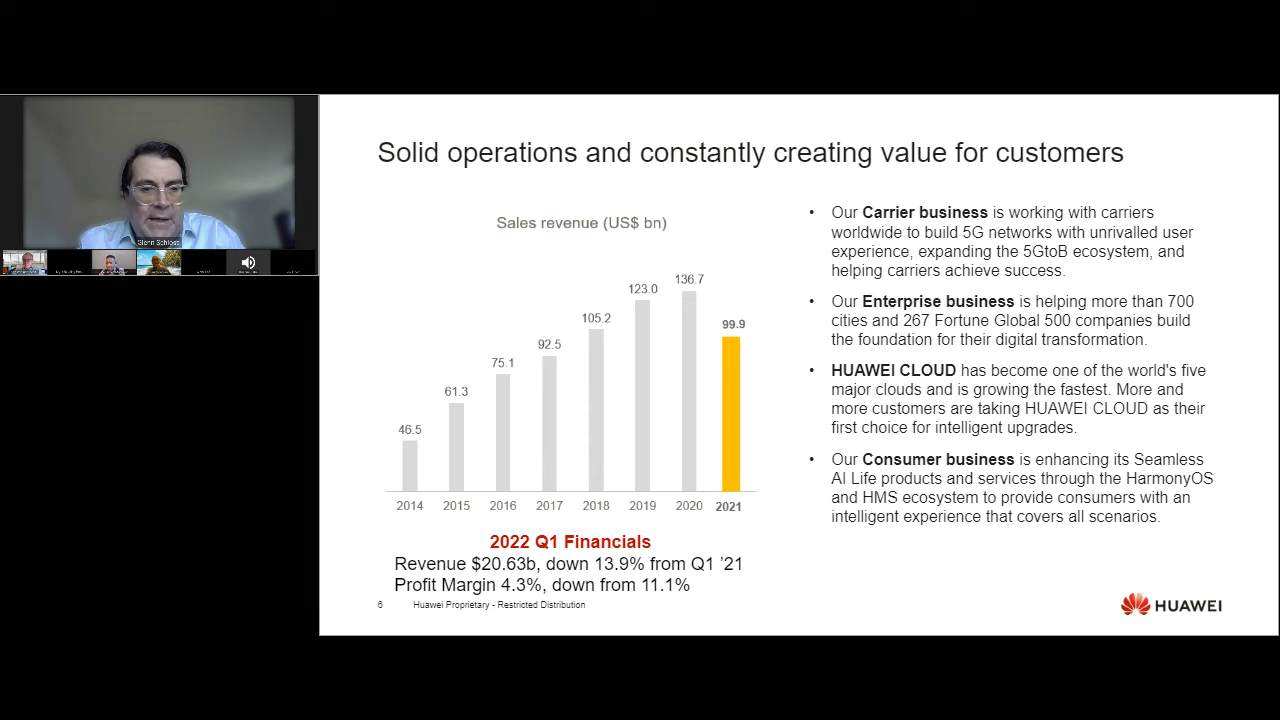 Solid operations and constantly creating value for customers
Sales revenue (US$ bn)
46.5
61.3
75.1
92.5
105.2
123.0
136.7
99.9
2014 2015 2016 2017 2018 2019 2020 2021
2022 Q1 Financials
Revenue $20.63b, down 13.9% from Q1 ’21
Profit Margin 4.3%, down from 11.1%
• Our Carrier business is working with carriers
worldwide to build 5G networks with unrivalled user
experience, expanding the 5GtoB ecosystem, and
helping carriers achieve success.
• Our Enterprise business is helping more than 700
cities and 267 Fortune Global 500 companies build
the foundation for their digital transformation.
• HUAWEI CLOUD has become one of the world's five
major clouds and is growing the fastest. More and
more customers are taking HUAWEI CLOUD as their
first choice for intelligent upgrades.
• Our Consumer business is enhancing its Seamless
AI Life products and services through the HarmonyOS
and HMS ecosystem to provide consumers with an
intelligent experience that covers all scenarios.
6 Huawei Proprietary - Restricted Distribution
HUAWEI
Glenn Schloss